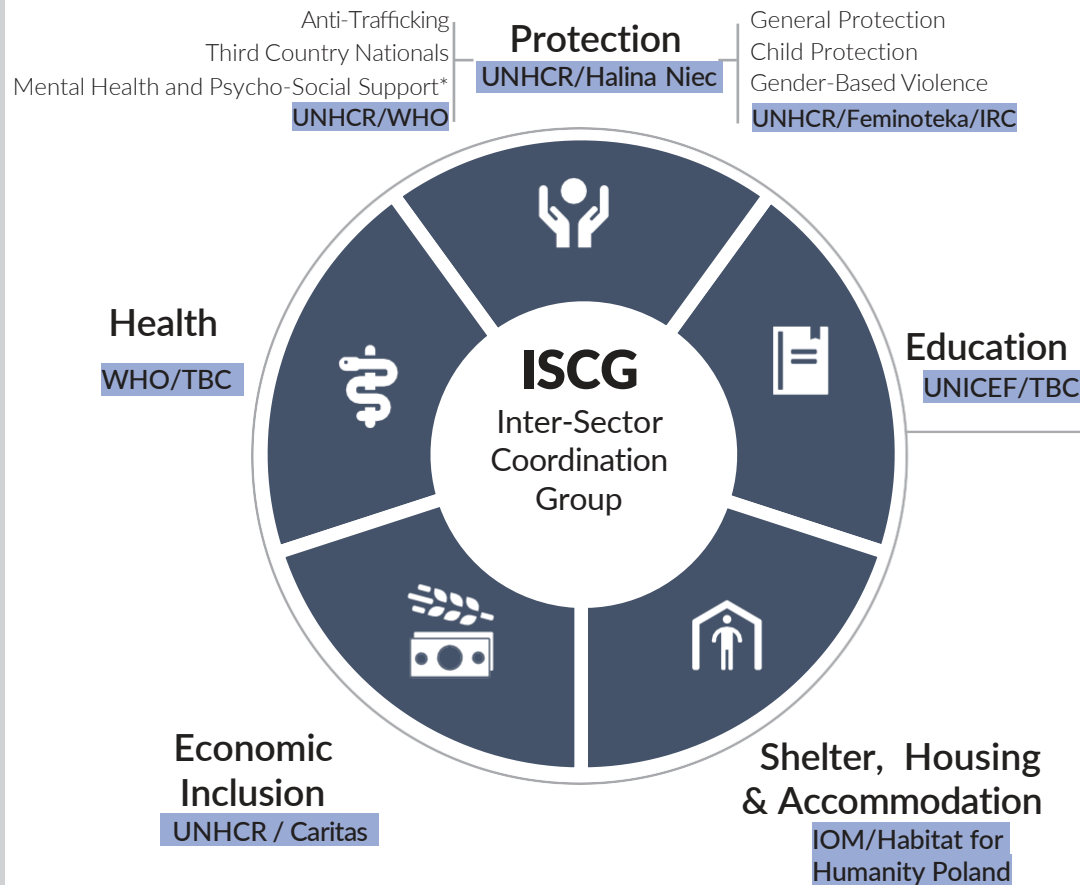 Anti-Trafficking
Third Country Nationals
Mental Health and Psycho-Social Support*
UNHCR/WHO
Protection
UNHCR/Halina Niec
General Protection
Child Protection
Gender-Based Violence
UNHCR/Feminoteka/IRC
Health
WHO/TBC
ISCG
Inter-Sector
Coordination
Group
Education
UNICEF/TBC
Economic
Inclusion
UNHCR / Caritas
Shelter, Housing
& Accommodation
IOM/Habitat for
Humanity Poland